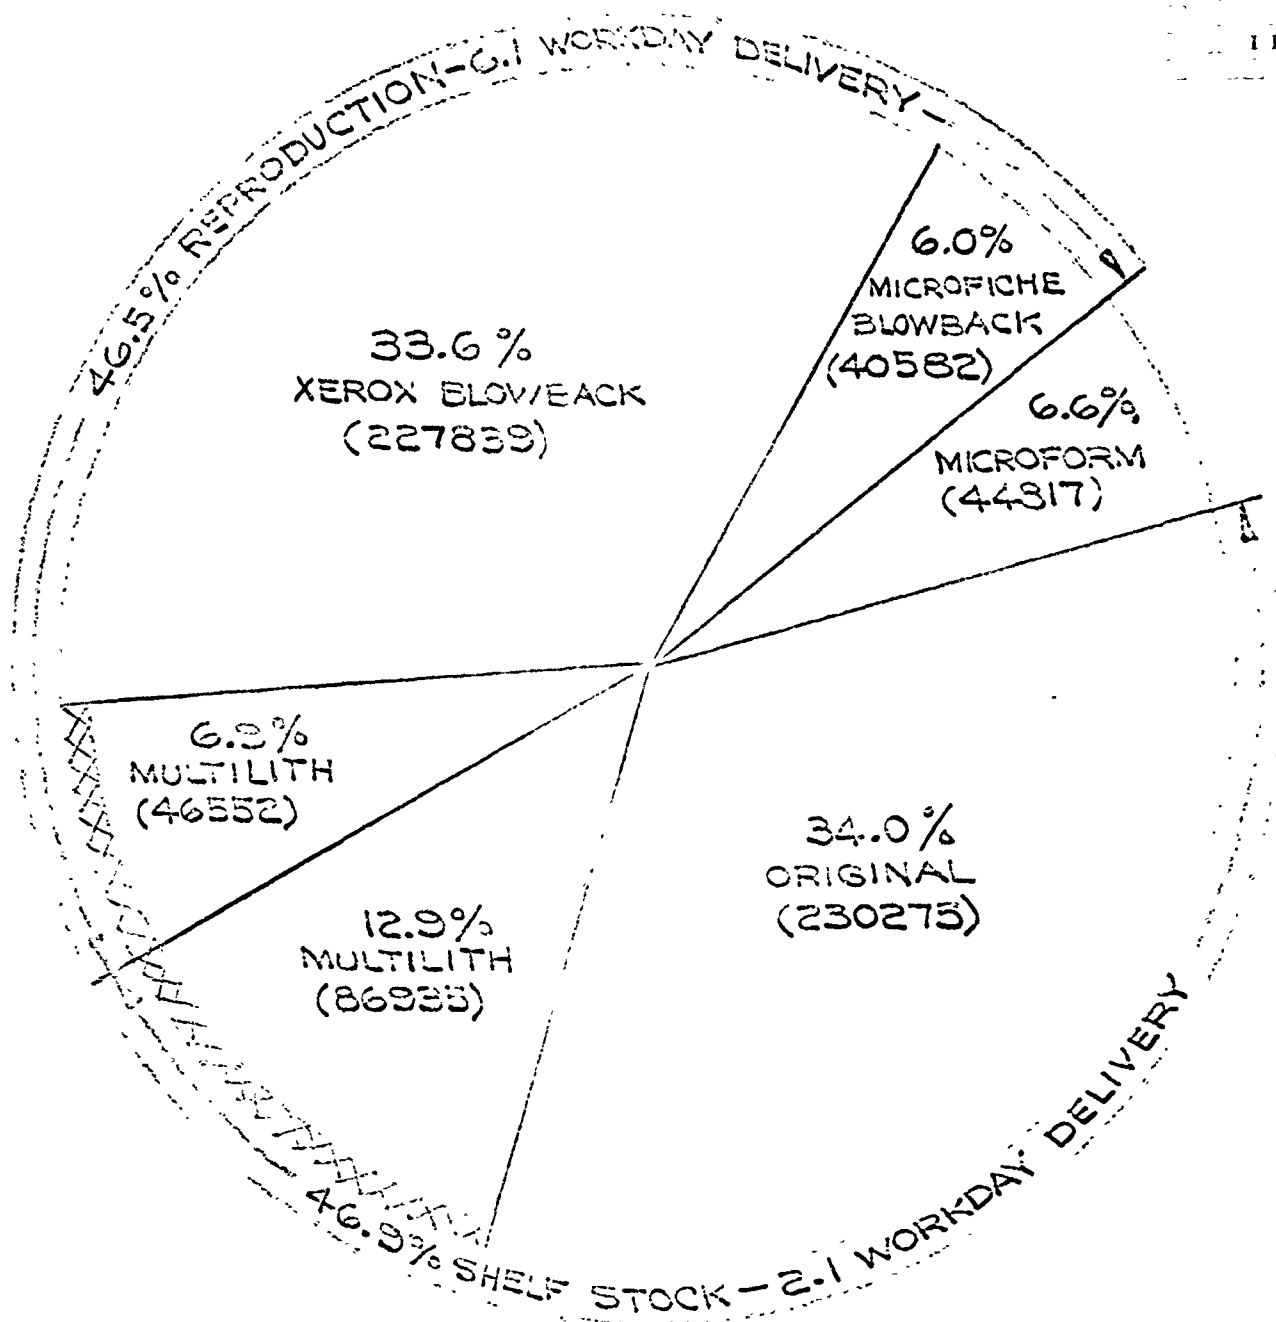 46.5% REPRODUCTION-6.1 WORKDAY DELIVERY-
6.0%
MICROFICHE
BLOWBACK
(40582)
33.6%
XEROX BLOWBACK
(227839)
6.6%
MICROFORM
(44817)
6.9%
MULTILITH
(46552)
34.0%
ORIGINAL
(230275)
12.9%
MULTILITH
(86935)
46.9% SHELF STOCK-2.1 WORKDAY DELIVERY